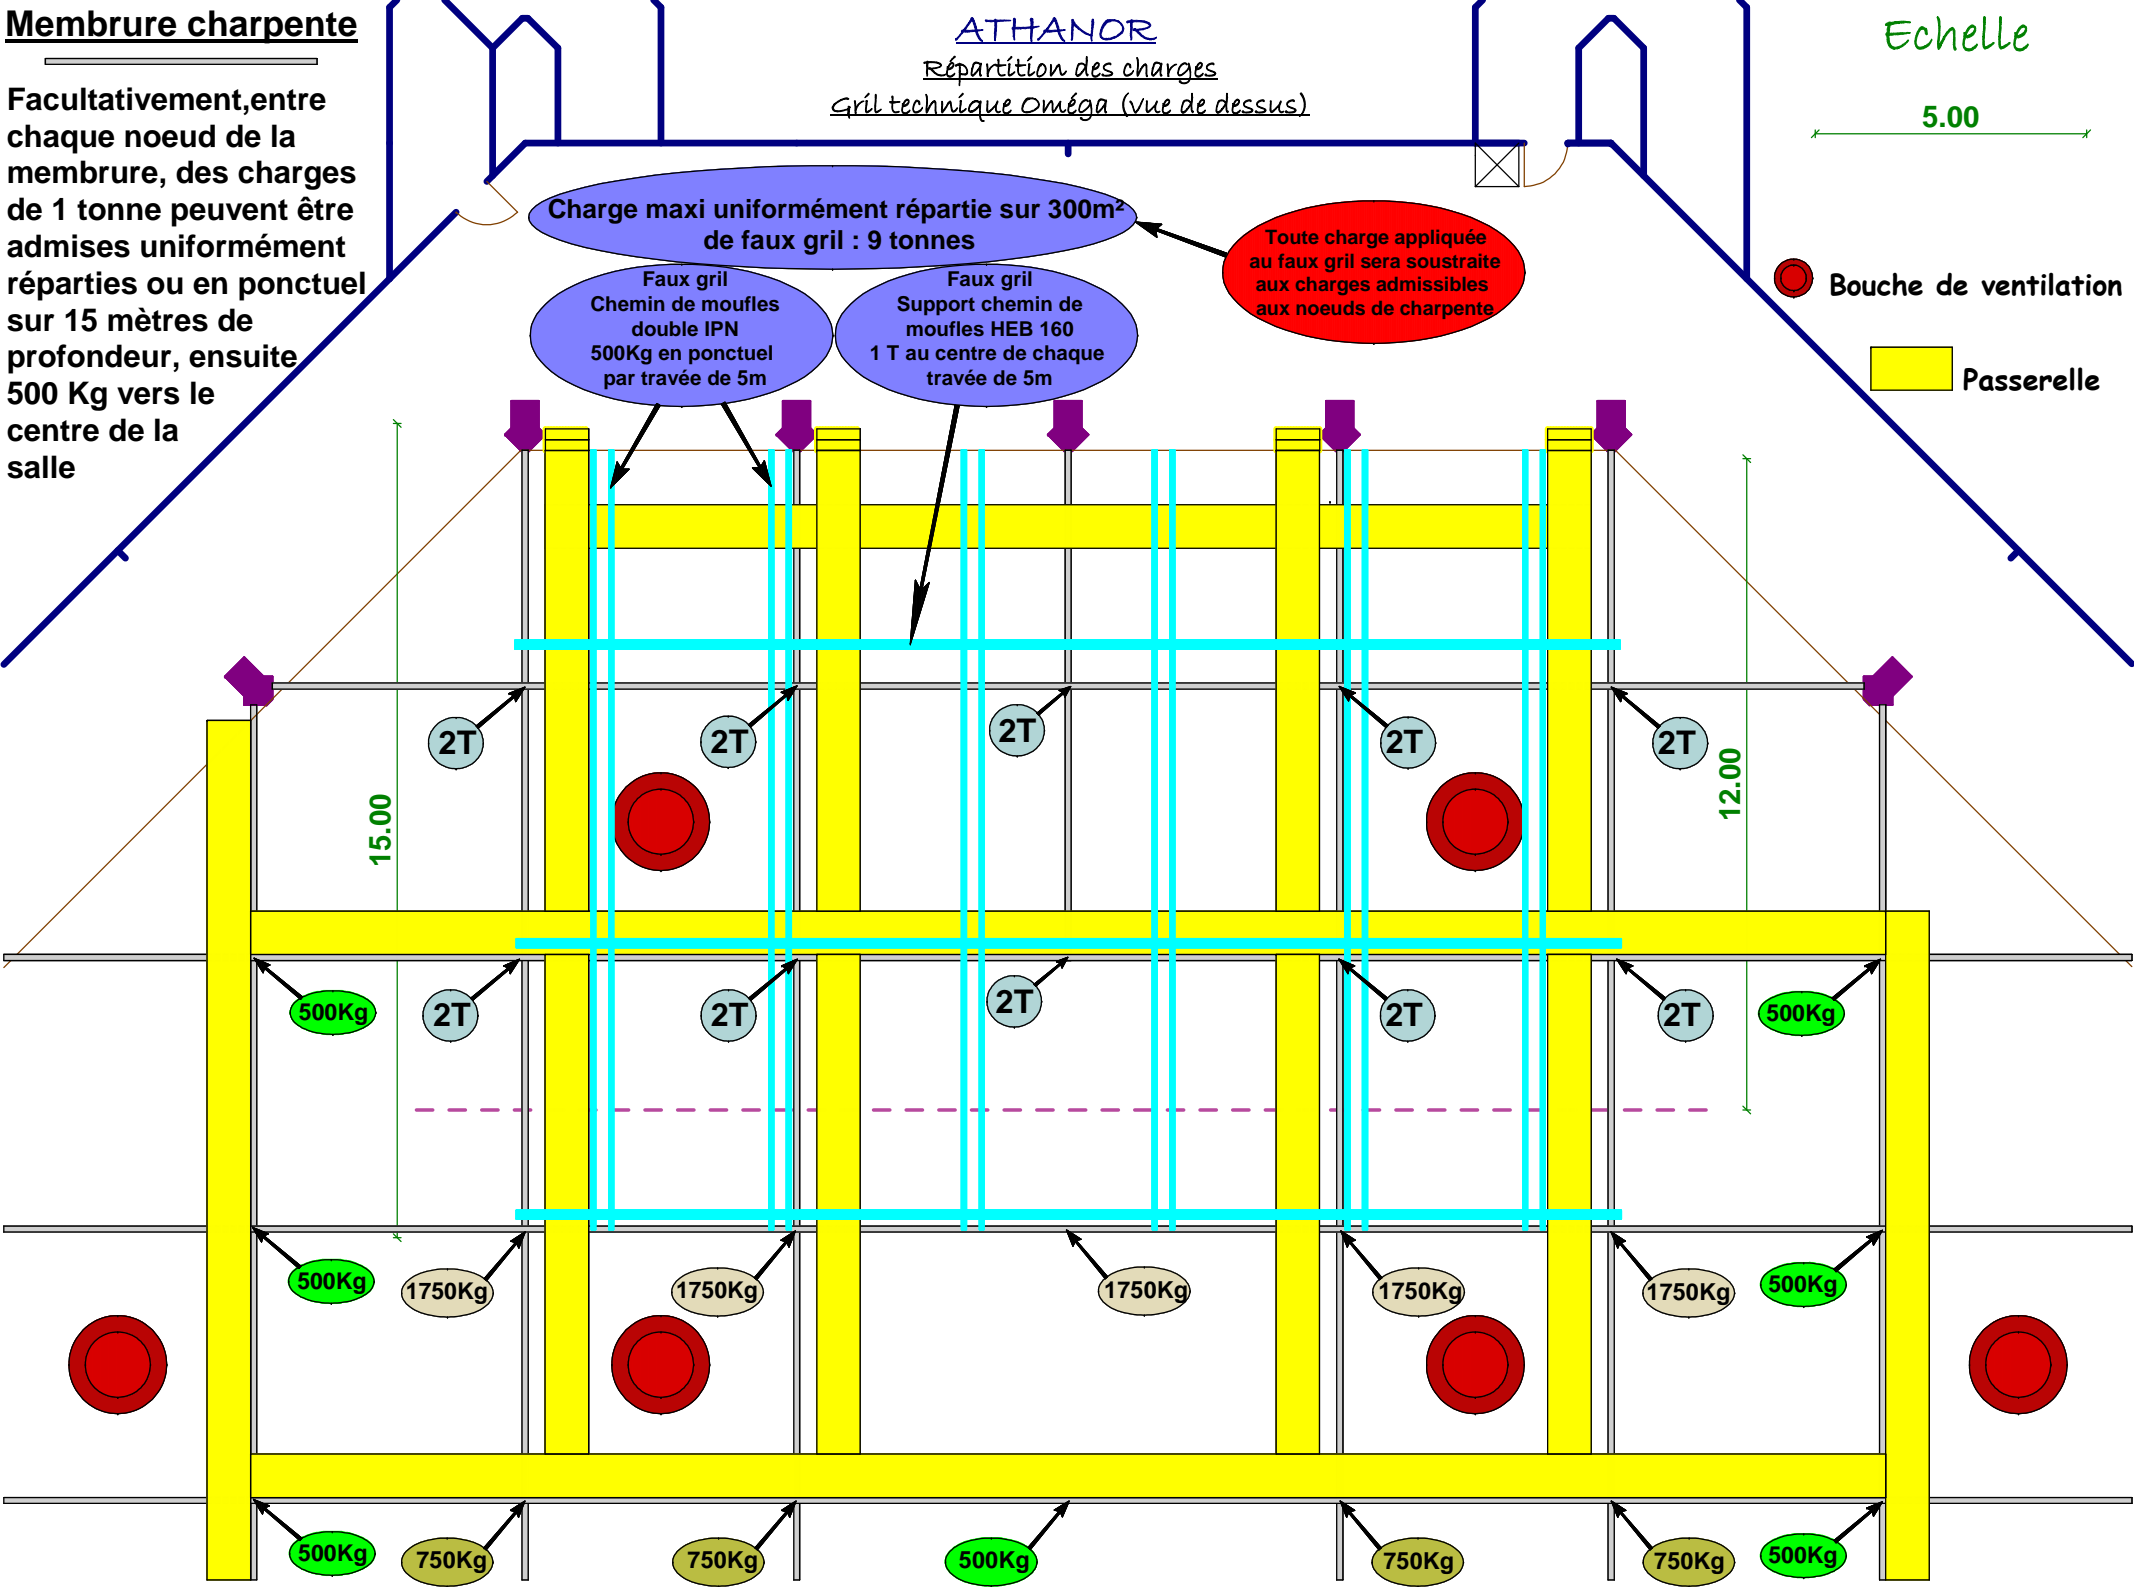 Membrure charpente
Facultativement,entre
chaque noeud de la
membrure, des charges
de 1 tonne peuvent être
admises uniformément
réparties ou en ponctuel
sur 15 mètres de
profondeur, ensuite
500 Kg vers le
centre de la
salle
ATHANOR
Répartition des charges
Gril technique Oméga (vue de dessus)
Echelle
5.00
Charge maxi uniformément répartie sur 300m²
de faux gril : 9 tonnes
Toute charge appliquée
au faux gril sera soustraite
aux charges admissibles
aux noeuds de charpente
Faux gril
Chemin de moufles
double IPN
500Kg en ponctuel
par travée de 5m
Faux gril
Support chemin de
moufles HEB 160
1 T au centre de chaque
travée de 5m
Bouche de ventilation
Passerelle
15.00
12.00
2T
2T
2T
2T
2T
500Kg
2T
2T
2T
2T
2T
500Kg
500Kg
1750Kg
1750Kg
1750Kg
1750Kg
1750Kg
500Kg
500Kg
750Kg
750Kg
500Kg
750Kg
750Kg
500Kg